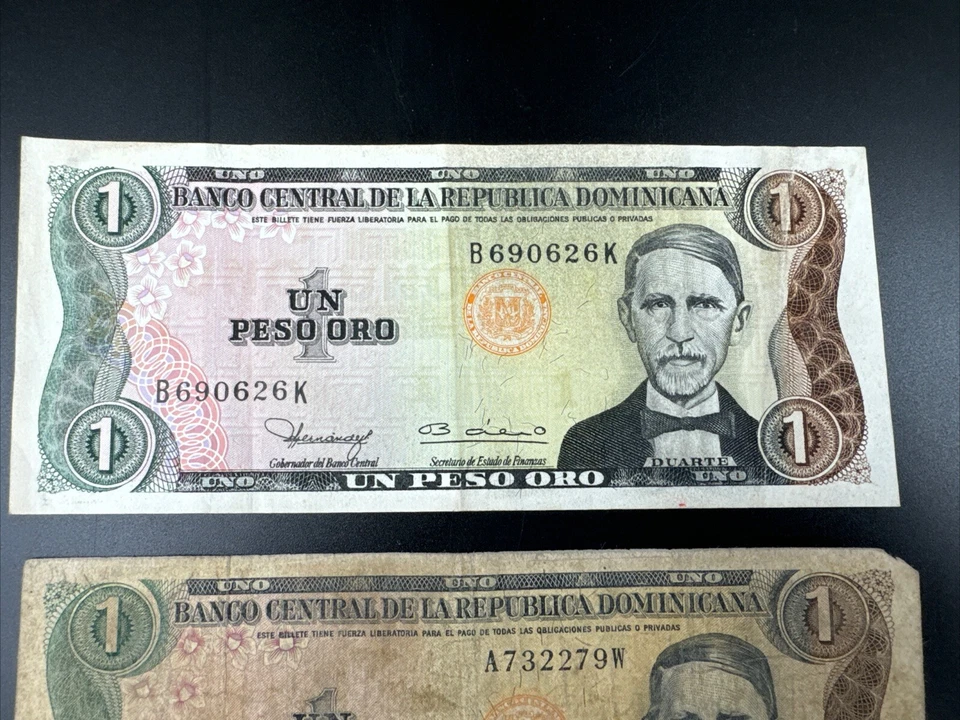 UNO UNO UNO
1 BANCO CENTRAL DE LA REPUBLICA DOMINICANA 1
ESTE BILLETE TIENE FUERZA LIBERATORIA PARA EL PAGO DE TODAS LAS OBLIGACIONES PUBLICAS O PRIVADAS
B690626K
1
UN
PESO ORO
B690626K
1 1
Gobernador del Banco Central Secretario de Estado de Finanzas
DUARTE
UNO UN PESO ORO UNO
UNO UNO UNO
1 BANCO CENTRAL DE LA REPUBLICA DOMINICANA 1
ESTE BILLETE TIENE FUERZA LIBERATORIA PARA EL PAGO DE TODAS LAS OBLIGACIONES PUBLICAS O PRIVADAS
A732279W
1
UN